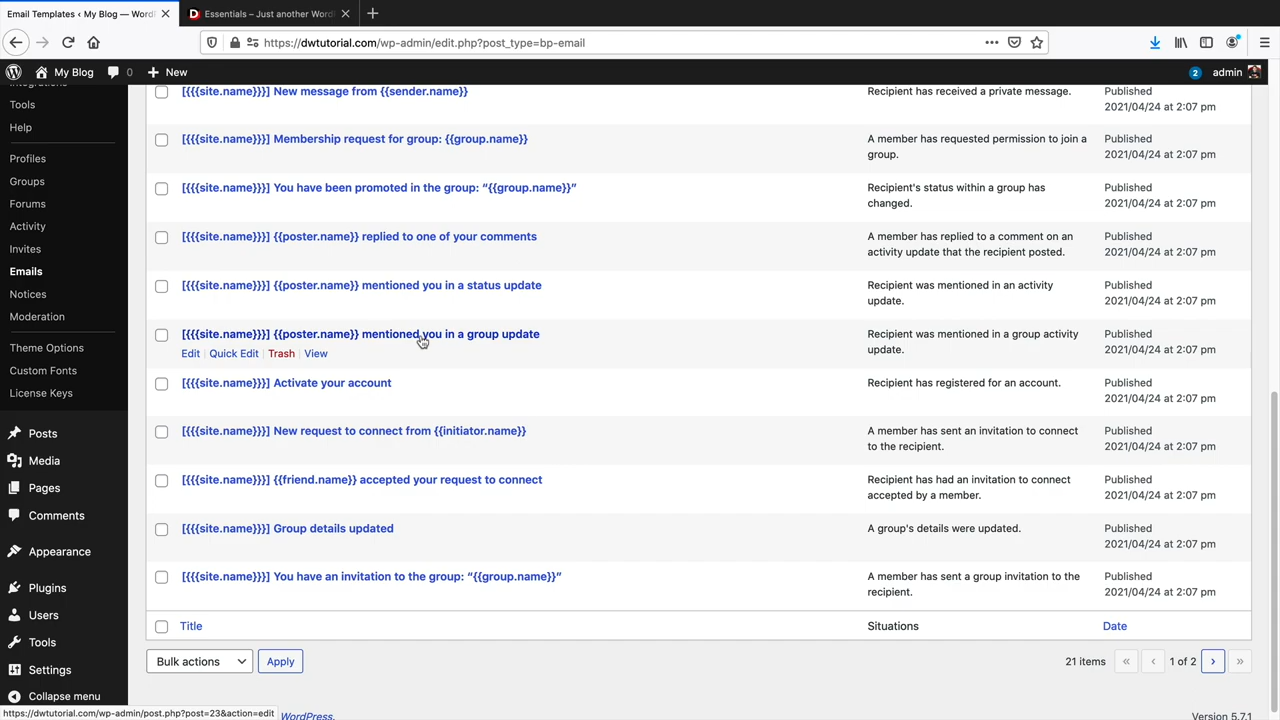 Email Templates ‹ My Blog — WordP
Essentials – Just another Word
https://dwtutorial.com/wp-admin/edit.php?post_type=bp-email
My Blog
0
New
2
admin
Tools
Help
Profiles
Groups
Forums
Activity
Invites
Emails
Notices
Moderation
Theme Options
Custom Fonts
License Keys
Posts
Media
Pages
Comments
Appearance
Plugins
Users
Tools
Settings
Collapse menu
[{{{site.name}}}] New message from {{sender.name}}
Recipient has received a private message.
Published
2021/04/24 at 2:07 pm
[{{{site.name}}}] Membership request for group: {{group.name}}
A member has requested permission to join a
group.
Published
2021/04/24 at 2:07 pm
[{{{site.name}}}] You have been promoted in the group: “{{group.name}}”
Recipient's status within a group has
changed.
Published
2021/04/24 at 2:07 pm
[{{{site.name}}}] {{poster.name}} replied to one of your comments
A member has replied to a comment on an
activity update that the recipient posted.
Published
2021/04/24 at 2:07 pm
[{{{site.name}}}] {{poster.name}} mentioned you in a status update
Recipient was mentioned in an activity
update.
Published
2021/04/24 at 2:07 pm
[{{{site.name}}}] {{poster.name}} mentioned you in a group update
Edit | Quick Edit | Trash | View
Recipient was mentioned in a group activity
update.
Published
2021/04/24 at 2:07 pm
[{{{site.name}}}] Activate your account
Recipient has registered for an account.
Published
2021/04/24 at 2:07 pm
[{{{site.name}}}] New request to connect from {{initiator.name}}
A member has sent an invitation to connect
to the recipient.
Published
2021/04/24 at 2:07 pm
[{{{site.name}}}] {{friend.name}} accepted your request to connect
Recipient has had an invitation to connect
accepted by a member.
Published
2021/04/24 at 2:07 pm
[{{{site.name}}}] Group details updated
A group's details were updated.
Published
2021/04/24 at 2:07 pm
[{{{site.name}}}] You have an invitation to the group: “{{group.name}}”
A member has sent a group invitation to the
recipient.
Published
2021/04/24 at 2:07 pm
Title
Situations
Date
Bulk actions
Apply
21 items
«
‹
1 of 2
›
»
https://dwtutorial.com/wp-admin/post.php?post=23&action=edit
WordPress.
Version 5.7.1